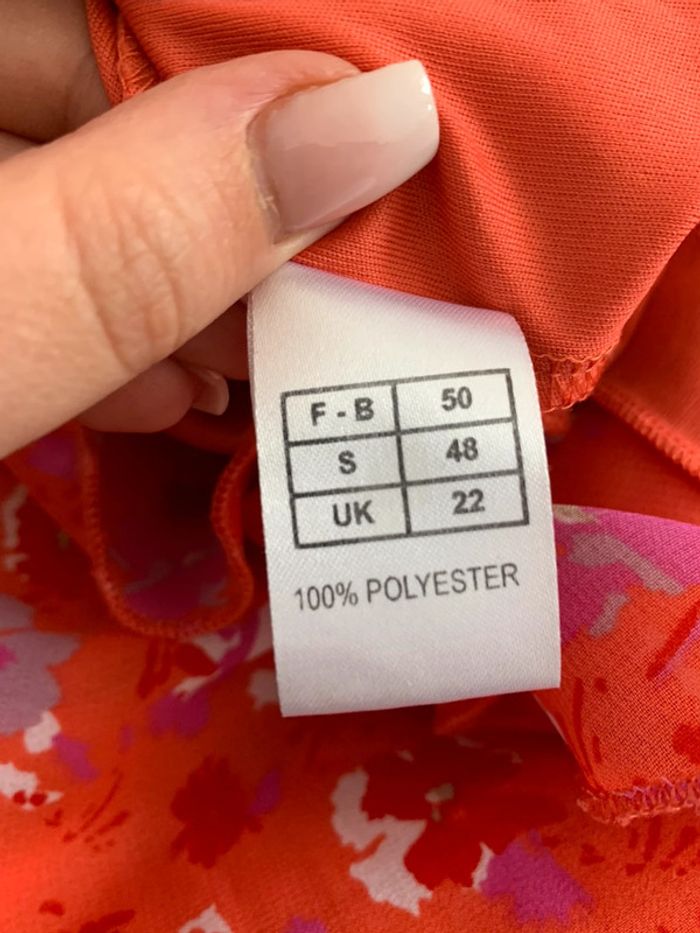 F - B 50
S 48
UK 22
100% POLYESTER